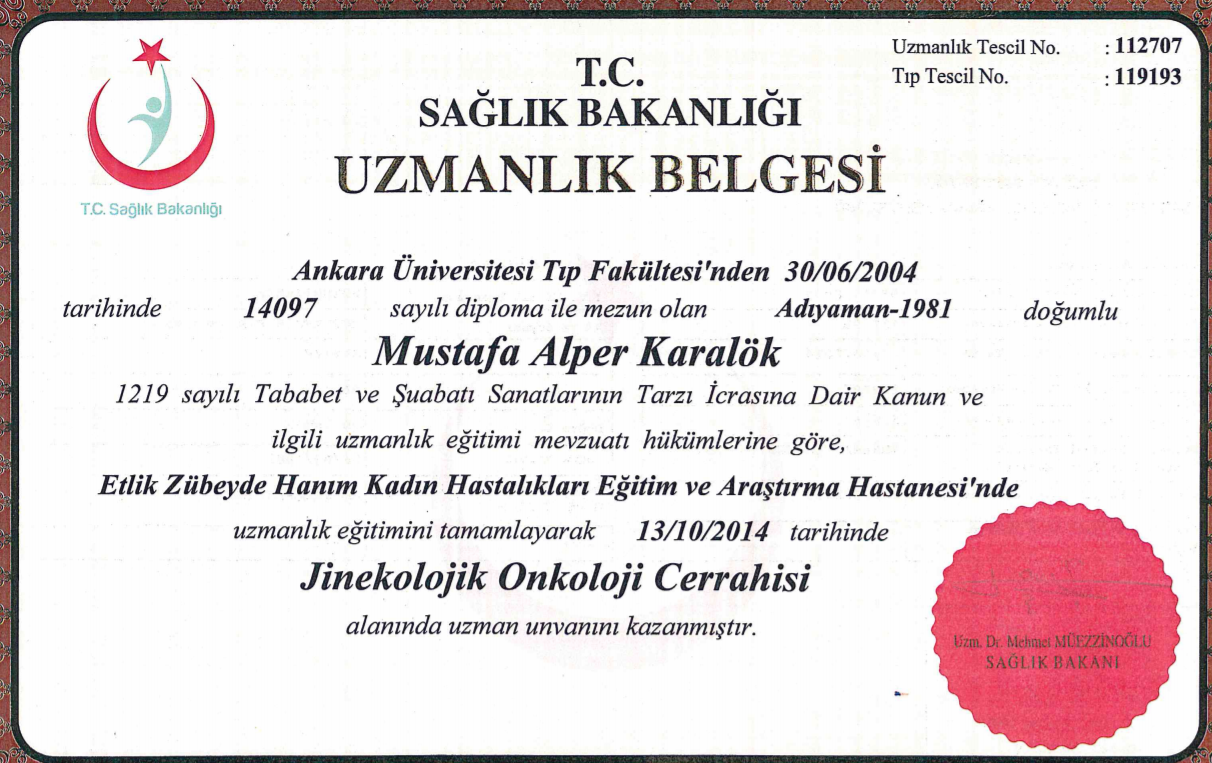 Uzmanlık Tescil No. : 112707
Tıp Tescil No. : 119193
T.C.
SAĞLIK BAKANLIĞI
UZMANLIK BELGESİ
T.C. Sağlık Bakanlığı
Ankara Üniversitesi Tıp Fakültesi'nden 30/06/2004
tarihinde 14097 sayılı diploma ile mezun olan Adıyaman-1981 doğumlu
Mustafa Alper Karalök
1219 sayılı Tababet ve Şuabatı Sanatlarının Tarzı İcrasına Dair Kanun ve
ilgili uzmanlık eğitimi mevzuatı hükümlerine göre,
Etlik Zübeyde Hanım Kadın Hastalıkları Eğitim ve Araştırma Hastanesi'nde
uzmanlık eğitimini tamamlayarak 13/10/2014 tarihinde
Jinekolojik Onkoloji Cerrahisi
alanında uzman unvanını kazanmıştır.
Uzm. Dr. Mehmet MÜEZZİNOĞLU
SAĞLIK BAKANI